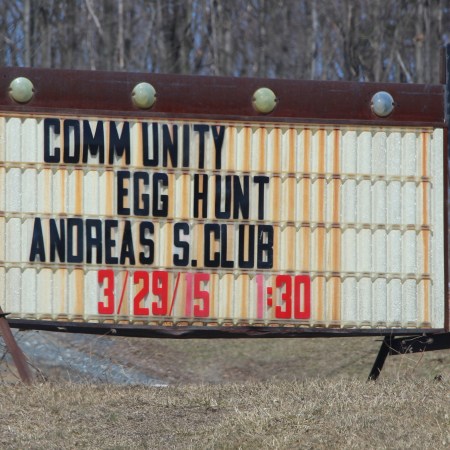 COMMUNITY
EGG HUNT
ANDREAS S.CLUB
3/29/15 1:30